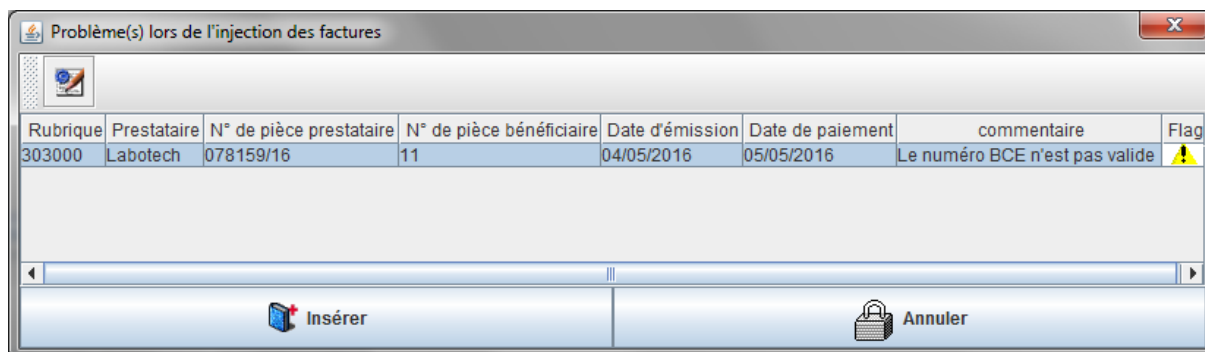 Problème(s) lors de l'injection des factures
Rubrique Prestataire N° de pièce prestataire N° de pièce bénéficiaire Date d'émission Date de paiement commentaire Flag
303000 Labotech 078159/16 11 04/05/2016 05/05/2016 Le numéro BCE n'est pas valide
Insérer Annuler